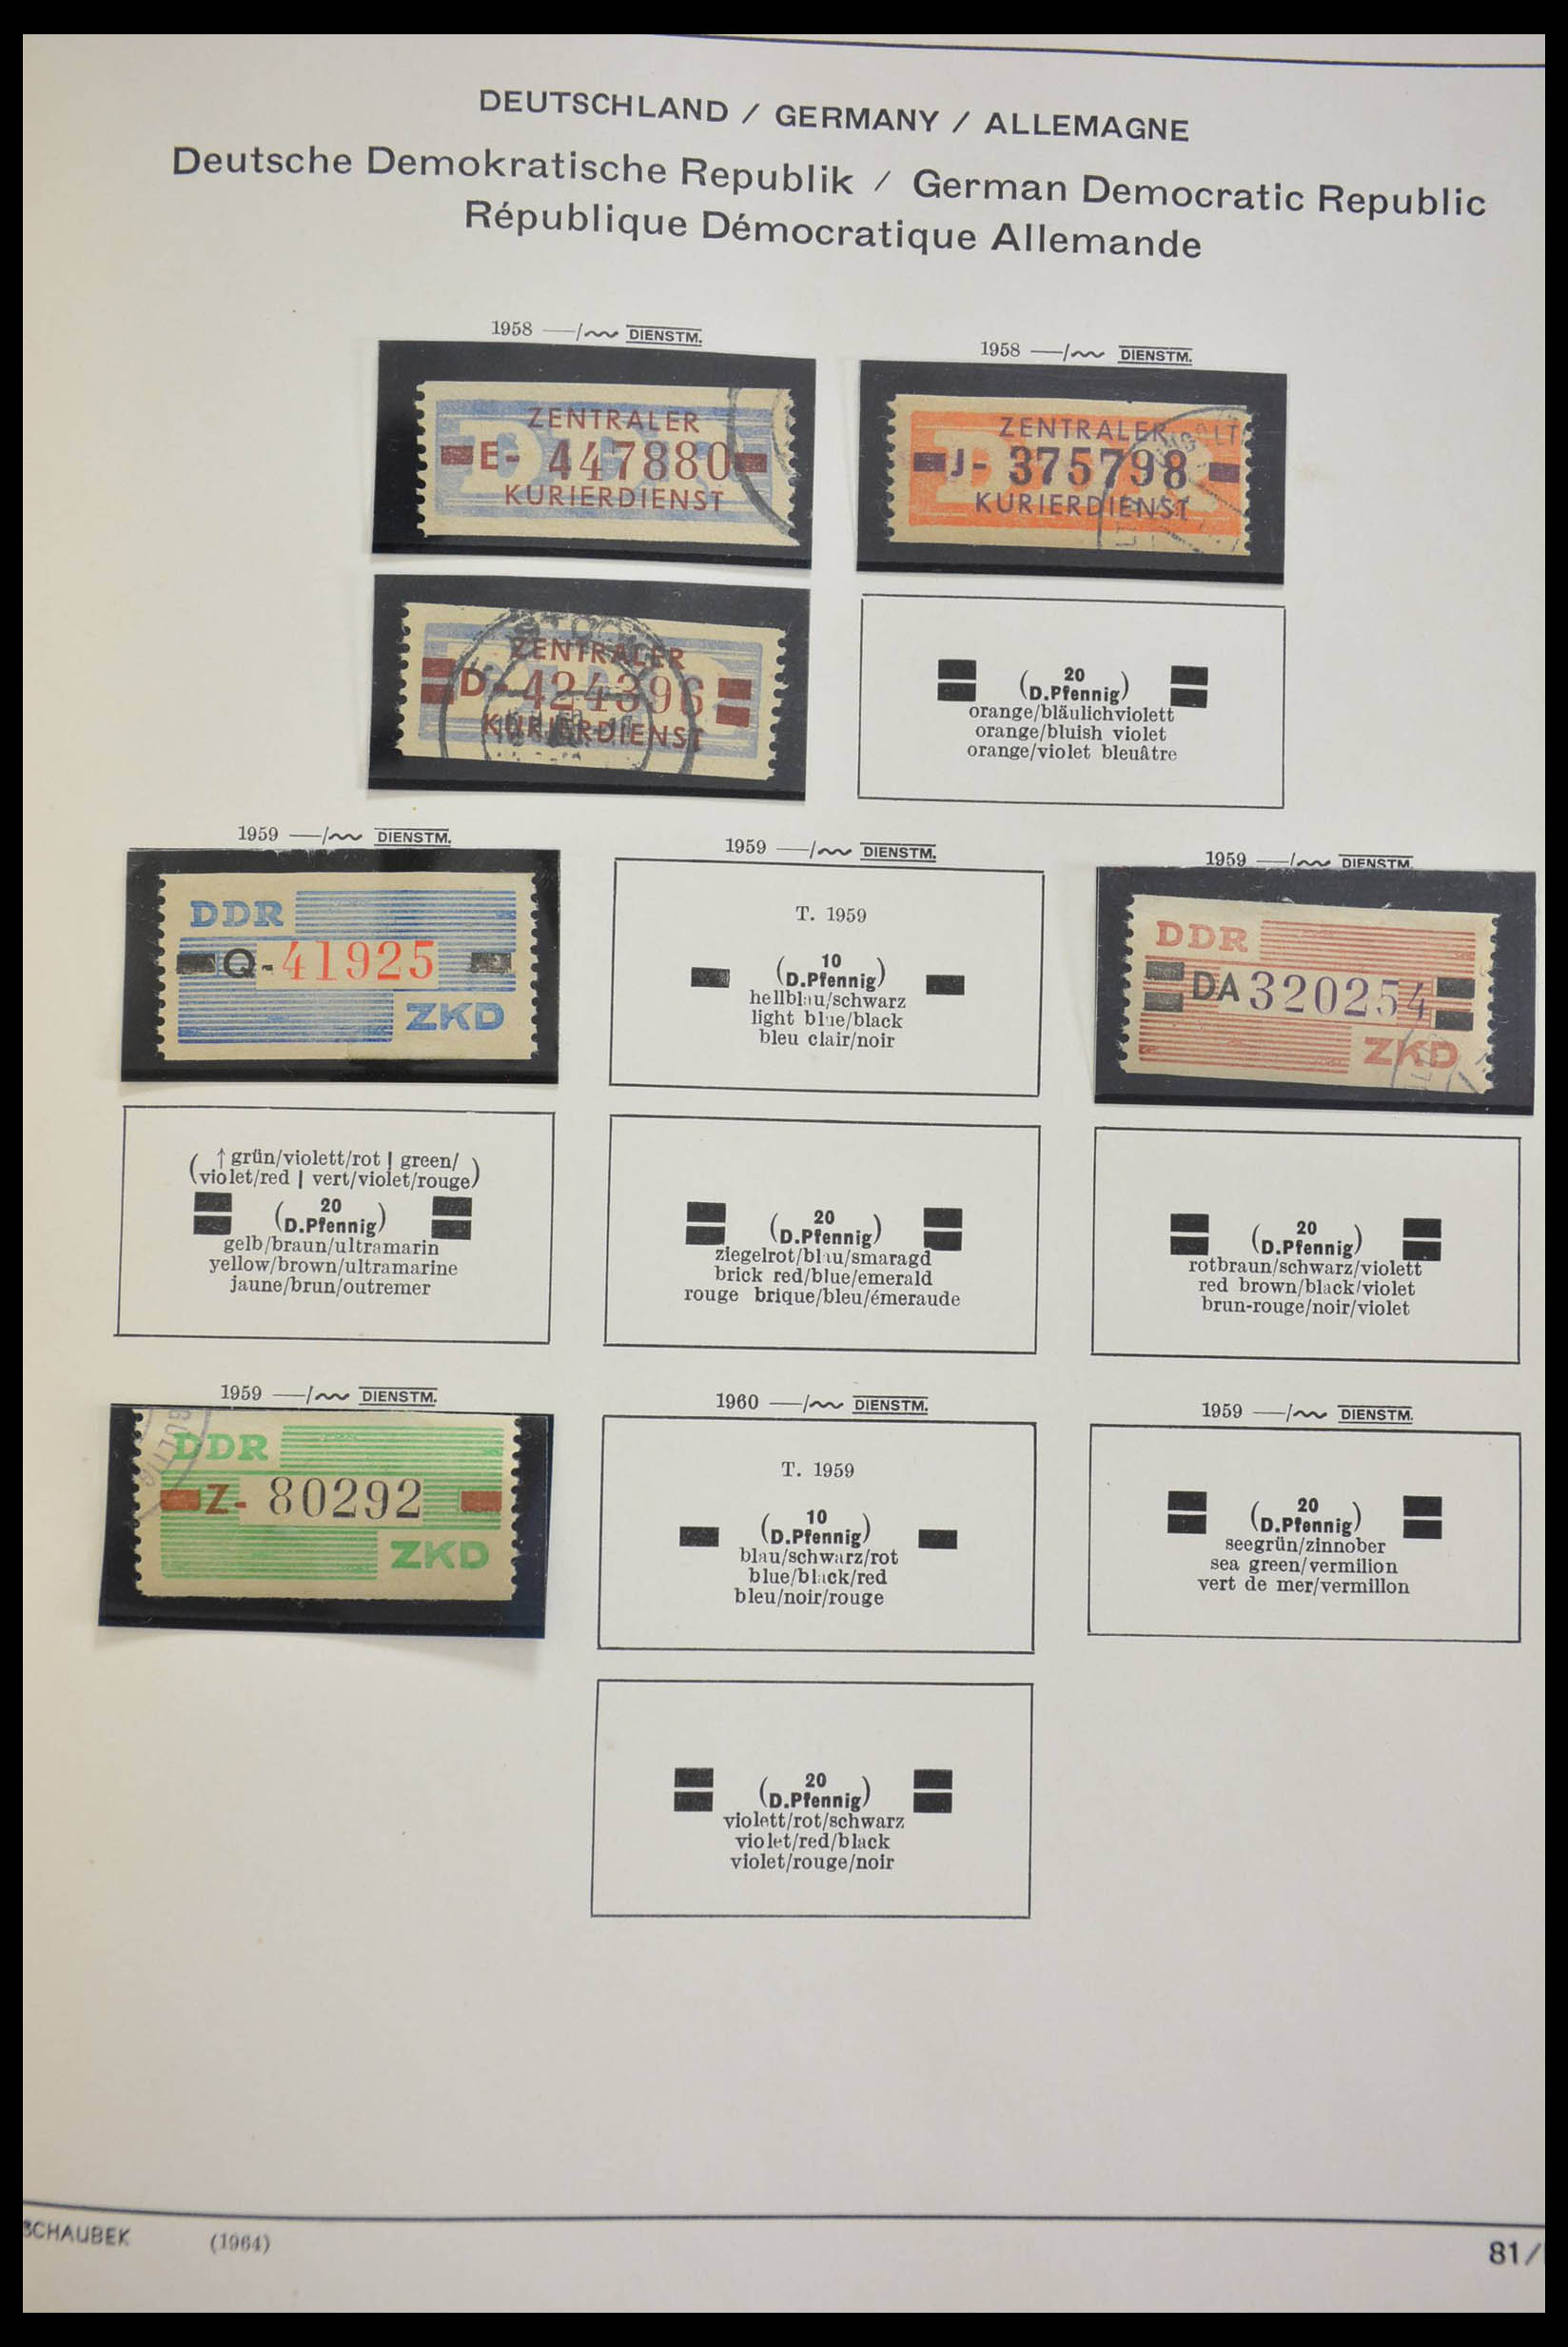 DEUTSCHLAND / GERMANY / ALLEMAGNE
Deutsche Demokratische Republik / German Democratic Republic
République Démocratique Allemande
1958 DIENSTM.
ZENTRALER
E- 447880
KURIERDIENST
1958 DIENSTM.
ZENTRALER
J- 375798
KURIERDIENST
ZENTRALER
D- 424396
KURIERDIENST
20
(D.Pfennig)
orange/bläulichviolett
orange/bluish violet
orange/violet bleuâtre
1959 DIENSTM.
DDR
Q- 41925
ZKD
1959 DIENSTM.
T. 1959
10
(D.Pfennig)
hellblau/schwarz
light blue/black
bleu clair/noir
1959 DIENSTM.
DDR
DA 320254
ZKD
(↑ grün/violett/rot | green/
violet/red | vert/violet/rouge)
20
(D.Pfennig)
gelb/braun/ultramarin
yellow/brown/ultramarine
jaune/brun/outremer
20
(D.Pfennig)
ziegelrot/blau/smaragd
brick red/blue/emerald
rouge brique/bleu/émeraude
20
(D.Pfennig)
rotbraun/schwarz/violett
red brown/black/violet
brun-rouge/noir/violet
1959 DIENSTM.
DDR
Z- 80292
ZKD
1960 DIENSTM.
T. 1959
10
(D.Pfennig)
blau/schwarz/rot
blue/black/red
bleu/noir/rouge
1959 DIENSTM.
20
(D.Pfennig)
seegrün/zinnober
sea green/vermilion
vert de mer/vermillon
20
(D.Pfennig)
violett/rot/schwarz
violet/red/black
violet/rouge/noir
SCHAUBEK (1964)
81/